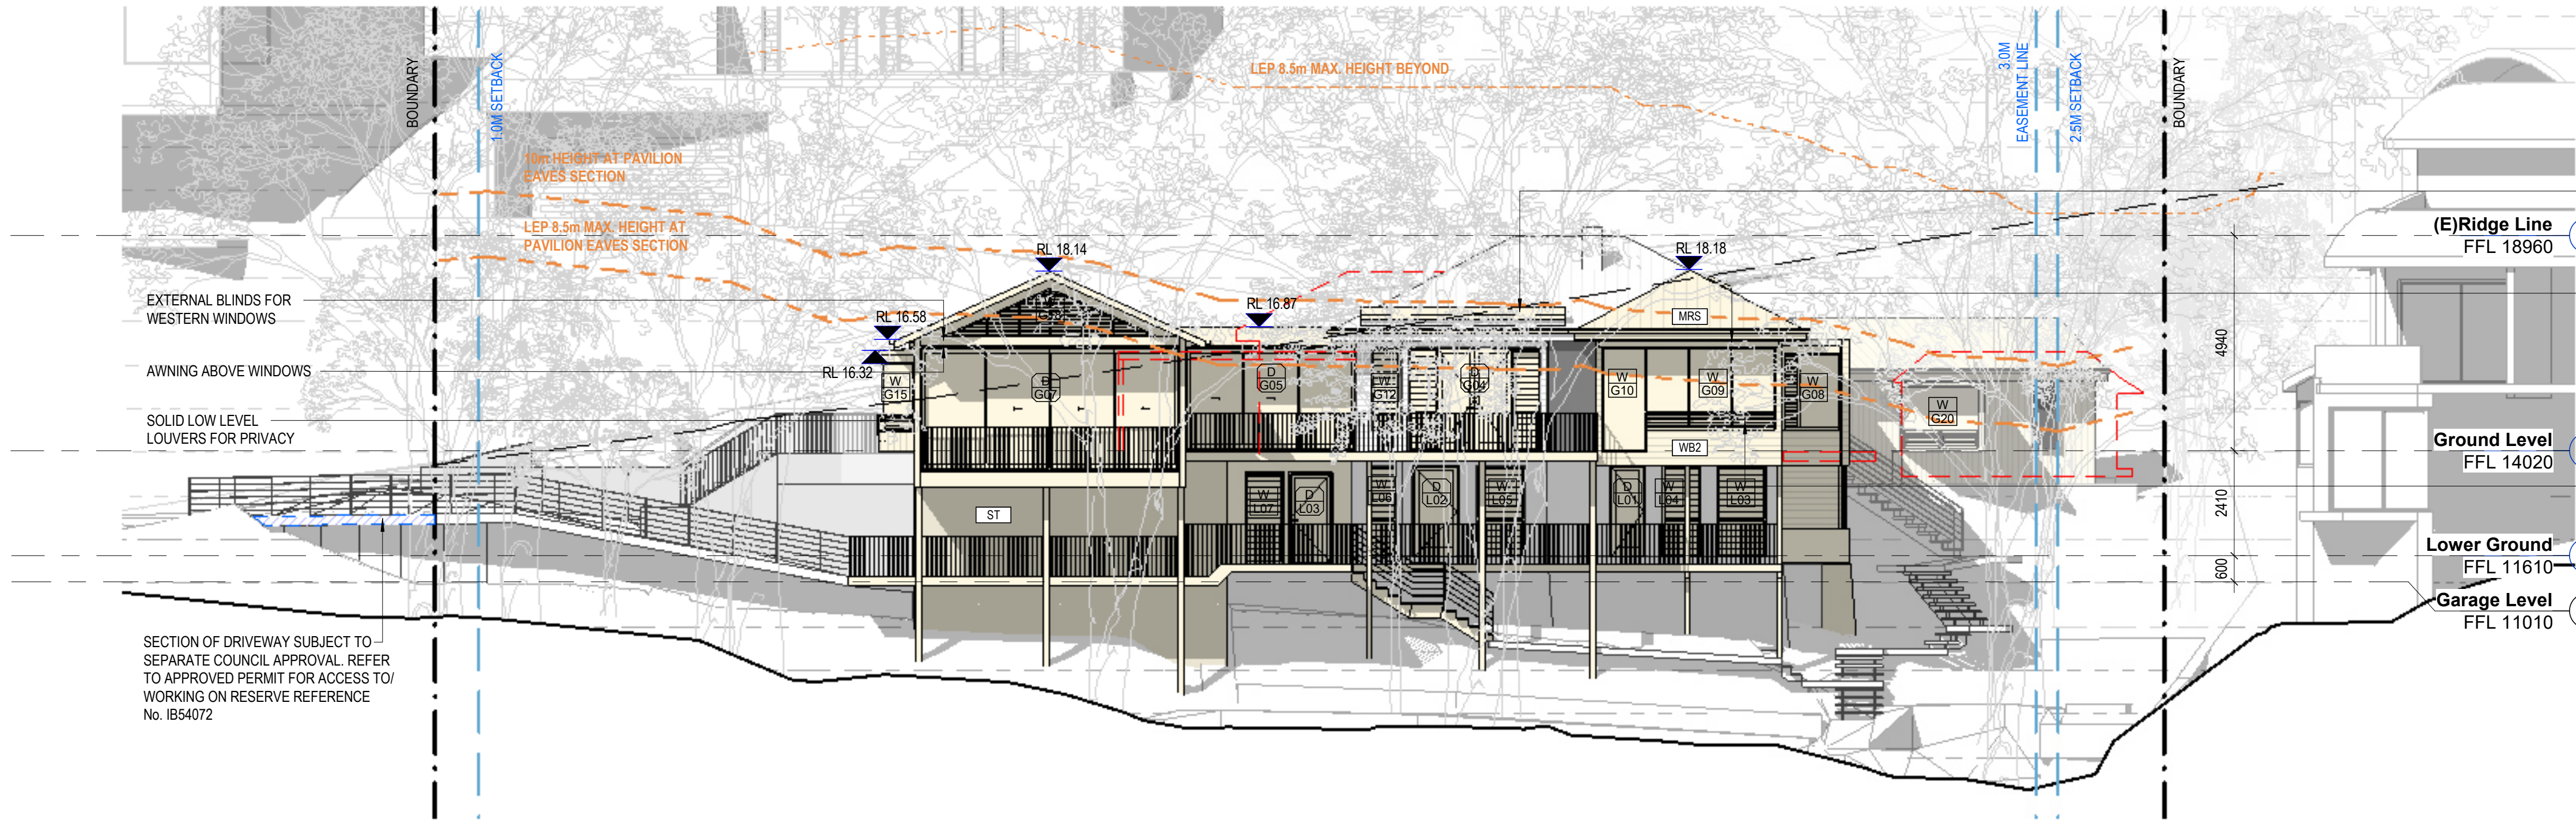 BOUNDARY
1.0M SETBACK
LEP 8.5m MAX. HEIGHT BEYOND
3.0M
EASEMENT LINE
2.5M SETBACK
BOUNDARY
10m HEIGHT AT PAVILION
EAVES SECTION
LEP 8.5m MAX. HEIGHT AT
PAVILION EAVES SECTION
RL 18.14
RL 18.18
(E)Ridge Line
FFL 18960
EXTERNAL BLINDS FOR
WESTERN WINDOWS
RL 16.58
RL 16.87
MRS
4940
AWNING ABOVE WINDOWS
RL 16.32
W
G15
D
G07
D
G05
W
G12
D
G04
W
G10
W
G09
W
G08
W
G20
SOLID LOW LEVEL
LOUVERS FOR PRIVACY
WB2
Ground Level
FFL 14020
W
L07
D
L03
W
L06
D
L02
W
L05
D
L01
W
L04
W
L03
ST
2410
Lower Ground
FFL 11610
600
Garage Level
FFL 11010
SECTION OF DRIVEWAY SUBJECT TO
SEPARATE COUNCIL APPROVAL. REFER
TO APPROVED PERMIT FOR ACCESS TO/
WORKING ON RESERVE REFERENCE
No. IB54072